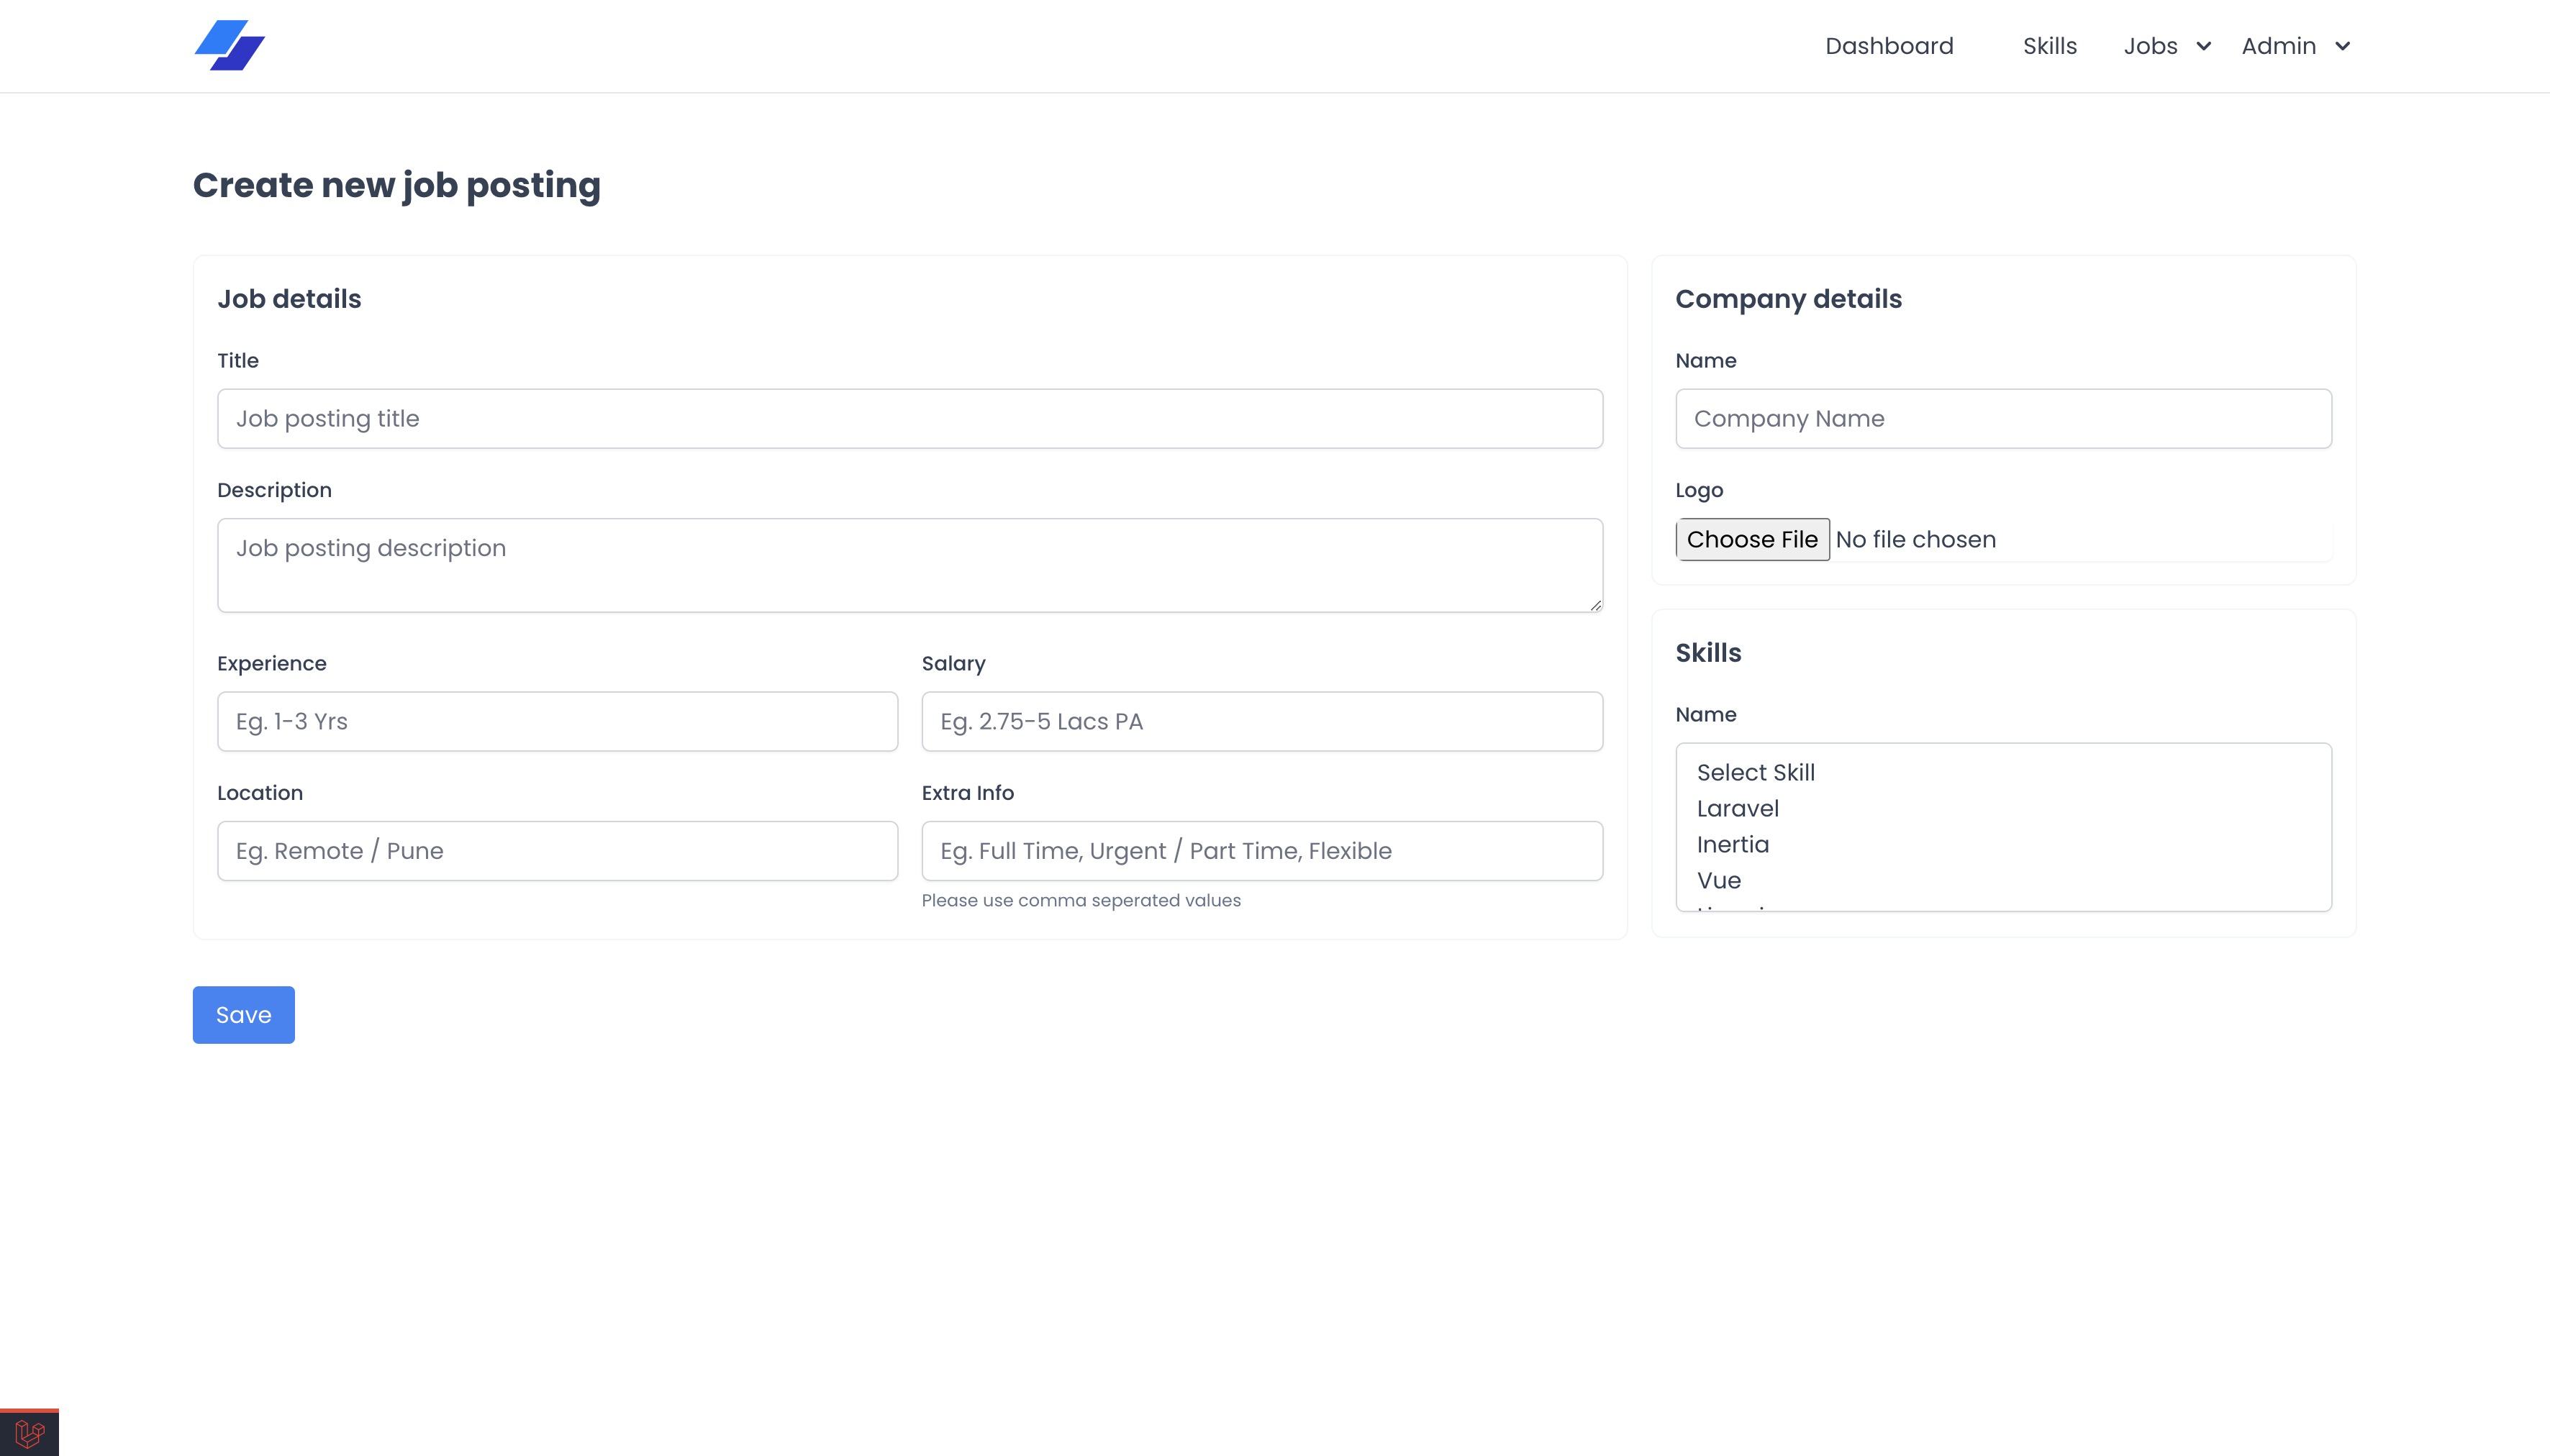 Dashboard
Skills
Jobs
Admin
Create new job posting
Job details
Title
Job posting title
Description
Job posting description
Experience
Eg. 1-3 Yrs
Salary
Eg. 2.75-5 Lacs PA
Location
Eg. Remote / Pune
Extra Info
Eg. Full Time, Urgent / Part Time, Flexible
Please use comma seperated values
Company details
Name
Company Name
Logo
Choose File No file chosen
Skills
Name
Select Skill
Laravel
Inertia
Vue
Save